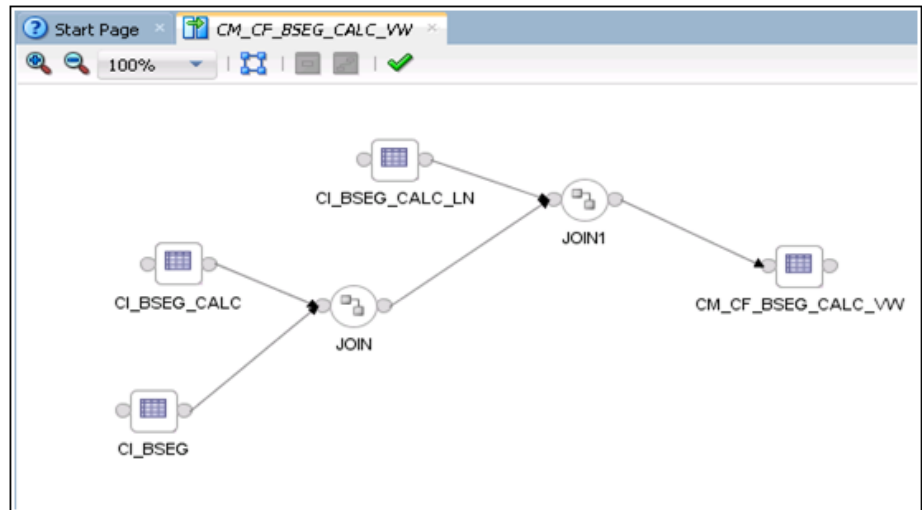 Start Page
CM_CF_BSEG_CALC_VW
100%
CI_BSEG_CALC_LN
JOIN1
CI_BSEG_CALC
CM_CF_BSEG_CALC_VW
JOIN
CI_BSEG